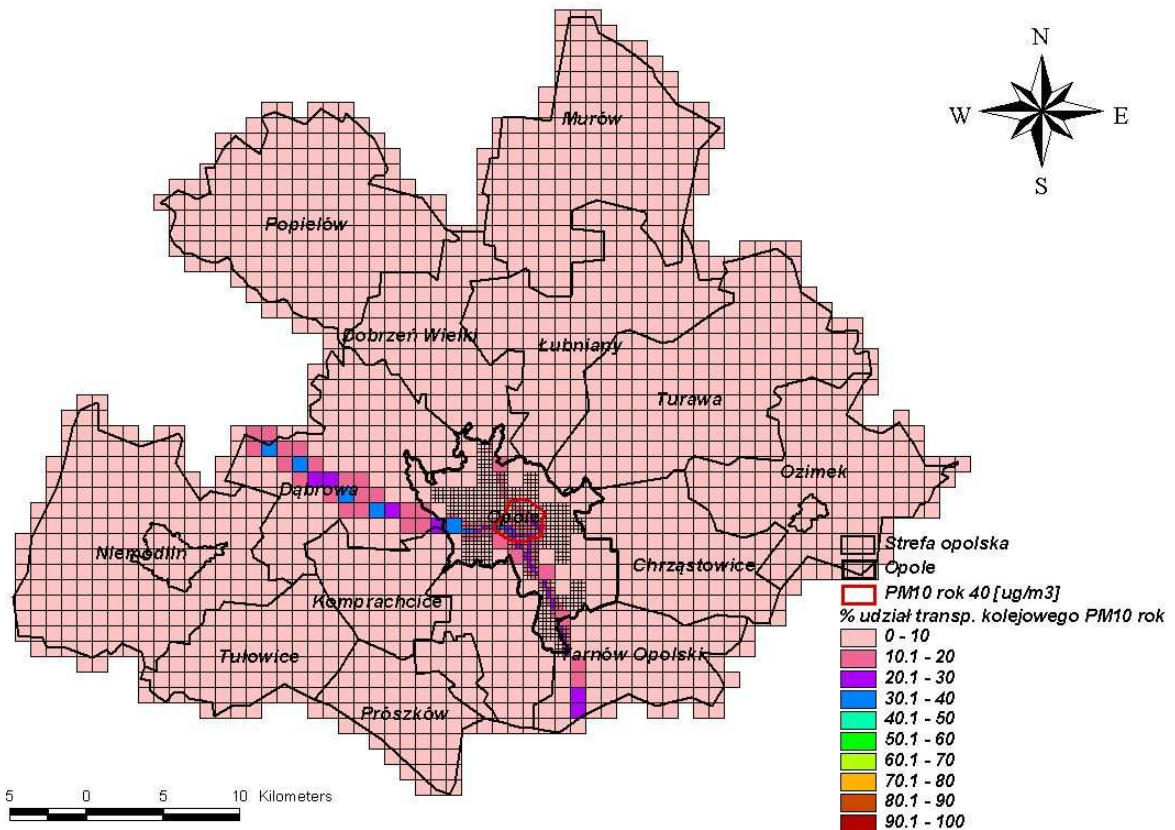 N
W E
S
Murów
Popielów
Dobrzeń Wielki
Łubniany
Turawa
Ozimek
Dąbrowa
Opole
Niemodlin
Chrząstowice
Komprachcice
Tułowice
Tarnów Opolski
Prószków
Strefa opolska
Opole
PM10 rok 40 [ug/m3]
% udział transp. kolejowego PM10 rok
0 - 10
10.1 - 20
20.1 - 30
30.1 - 40
40.1 - 50
50.1 - 60
60.1 - 70
70.1 - 80
80.1 - 90
90.1 - 100
5 0 5 10 Kilometers